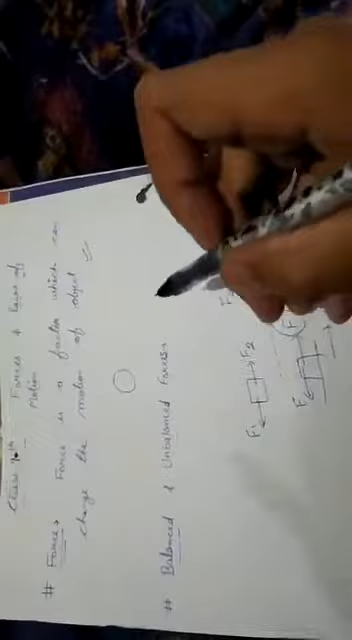 Class 9th Forces & Laws of
Motion
# Force → Force is a factor which can
change the motion of object
# Balanced & Unbalanced Forces →
F1 F2
F F